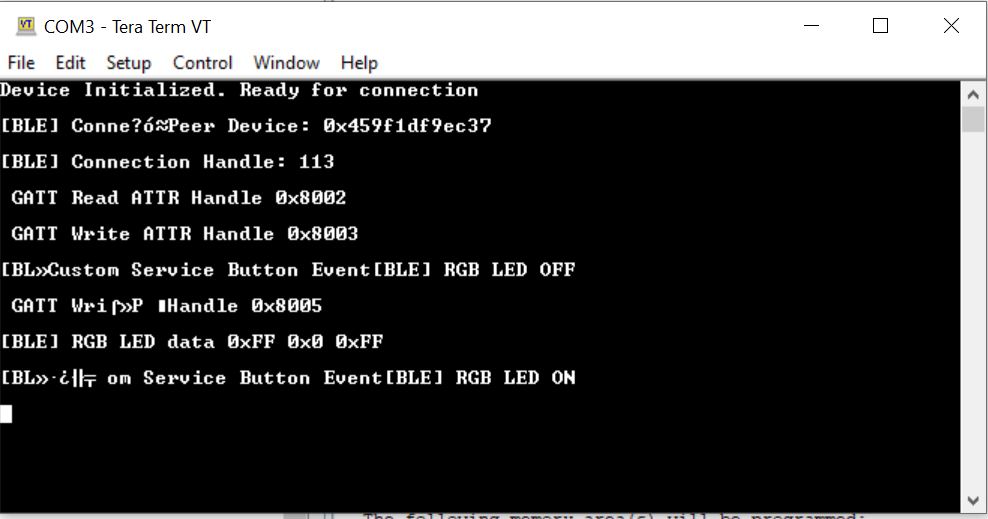 COM3 - Tera Term VT
File Edit Setup Control Window Help
Device Initialized. Ready for connection
[BLE] Conne?ó≈Peer Device: 0x459f1df9ec37
[BLE] Connection Handle: 113
GATT Read ATTR Handle 0x8002
GATT Write ATTR Handle 0x8003
[BL»Custom Service Button Event[BLE] RGB LED OFF
GATT Wri⌠»P ▮Handle 0x8005
[BLE] RGB LED data 0xFF 0x0 0xFF
[BL»·¿ om Service Button Event[BLE] RGB LED ON
The following memory area(s) will be programmed: